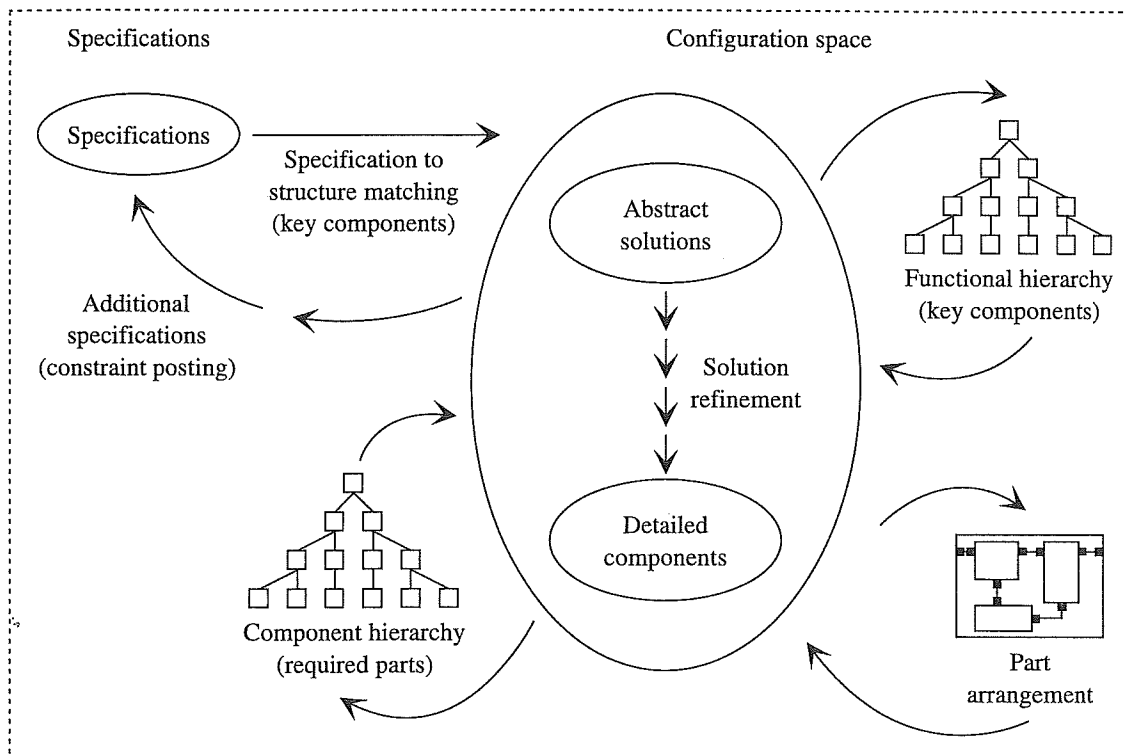 Specifications
Configuration space
Specifications
Specification to
structure matching
(key components)
Abstract
solutions
Functional hierarchy
(key components)
Additional
specifications
(constraint posting)
Solution
refinement
Detailed
components
Component hierarchy
(required parts)
Part
arrangement